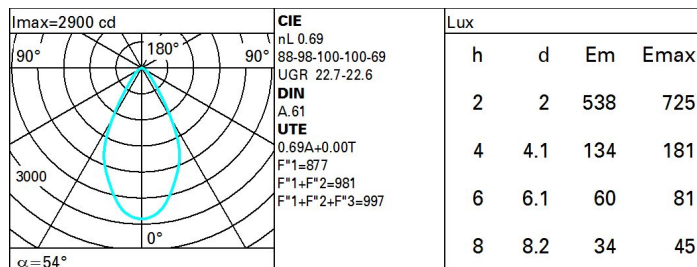 Imax=2900 cd
90° 180° 90°
3000
0°
α=54°
CIE
nL 0.69
88-98-100-100-69
UGR 22.7-22.6
DIN
A.61
UTE
0.69A+0.00T
F"1=877
F"1+F"2=981
F"1+F"2+F"3=997
Lux
h d Em Emax
2 2 538 725
4 4.1 134 181
6 6.1 60 81
8 8.2 34 45